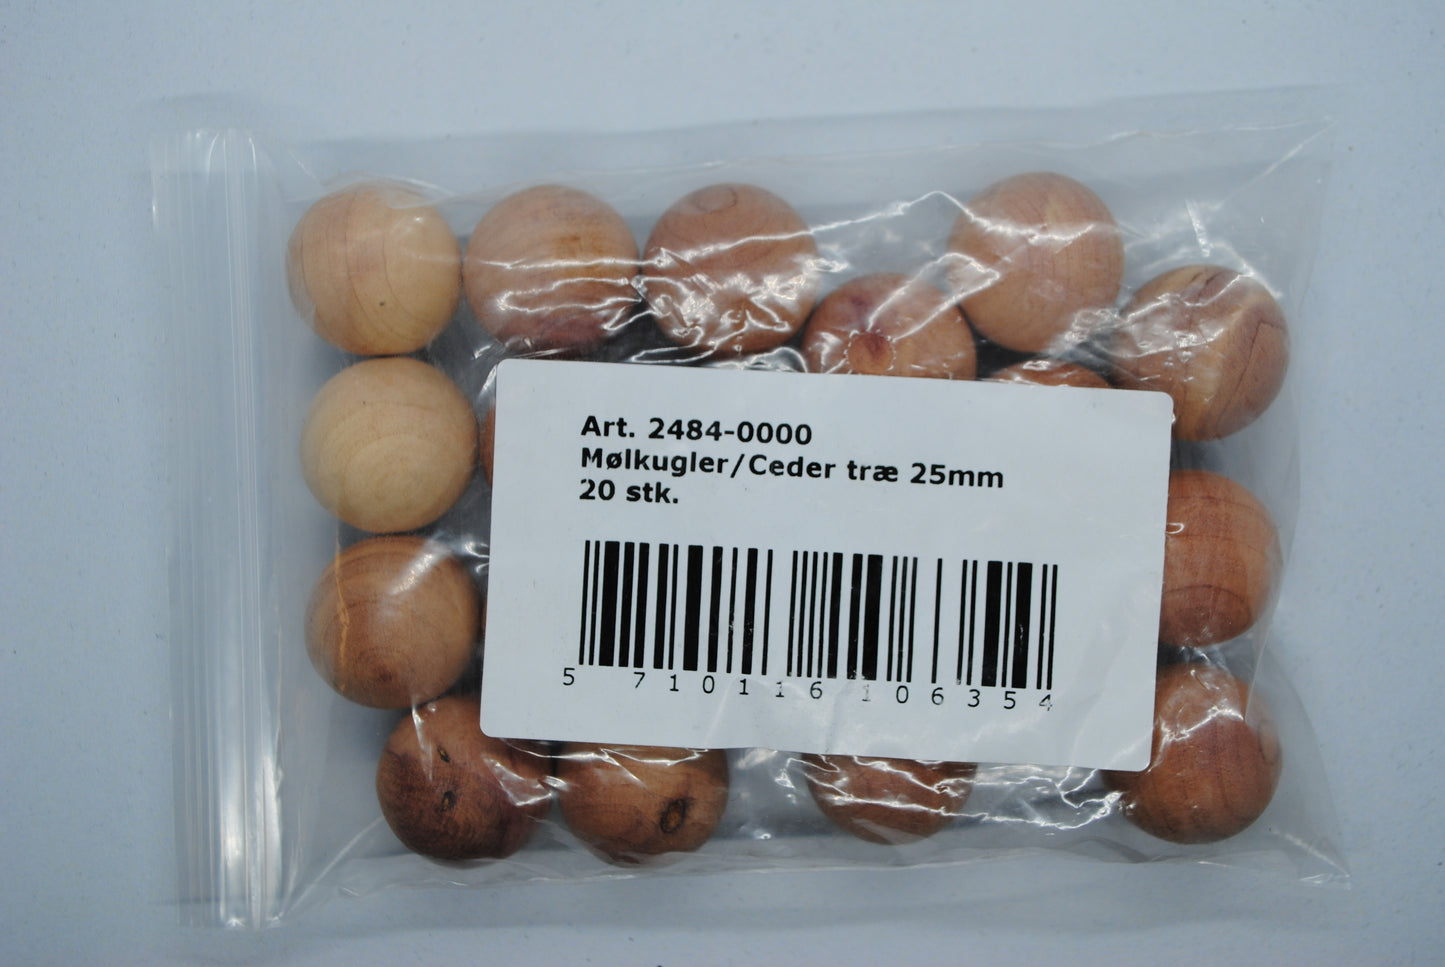 Art. 2484-0000
Mølkugler/Ceder træ 25mm
20 stk.
5 710116 106354